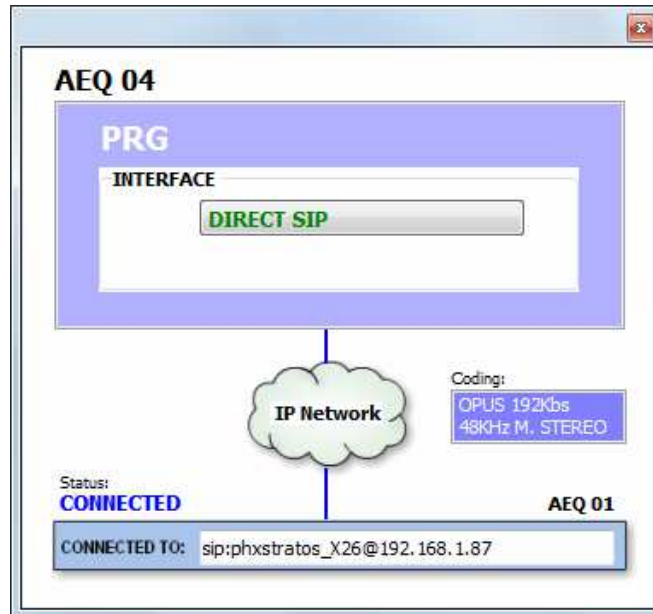 AEQ 04
PRG
INTERFACE
DIRECT SIP
IP Network
Coding:
OPUS 192Kbs
48KHz M. STEREO
Status:
CONNECTED
AEQ 01
CONNECTED TO: sip:phxstratos_X26@192.168.1.87